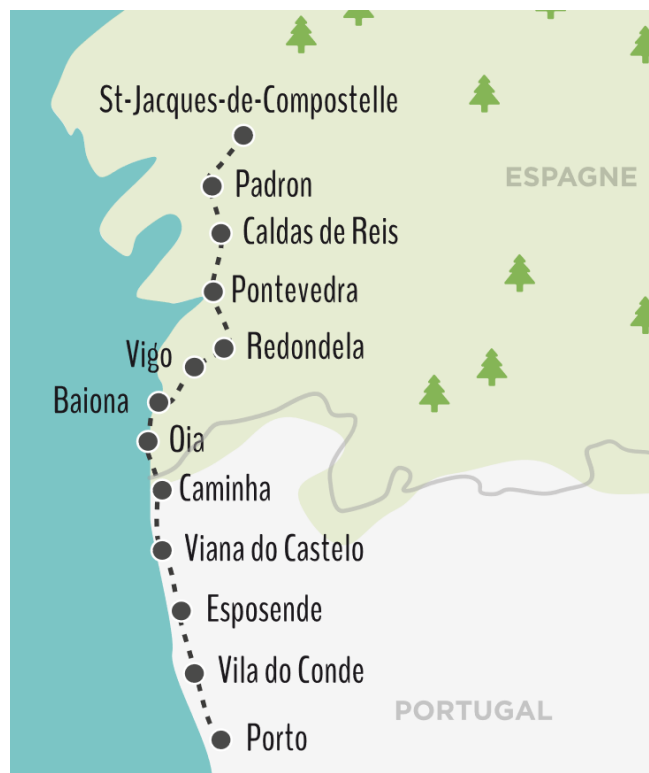 St-Jacques-de-Compostelle
Padron
ESPAGNE
Caldas de Reis
Pontevedra
Redondela
Vigo
Baiona
Oia
Caminha
Viana do Castelo
Esposende
Vila do Conde
PORTUGAL
Porto